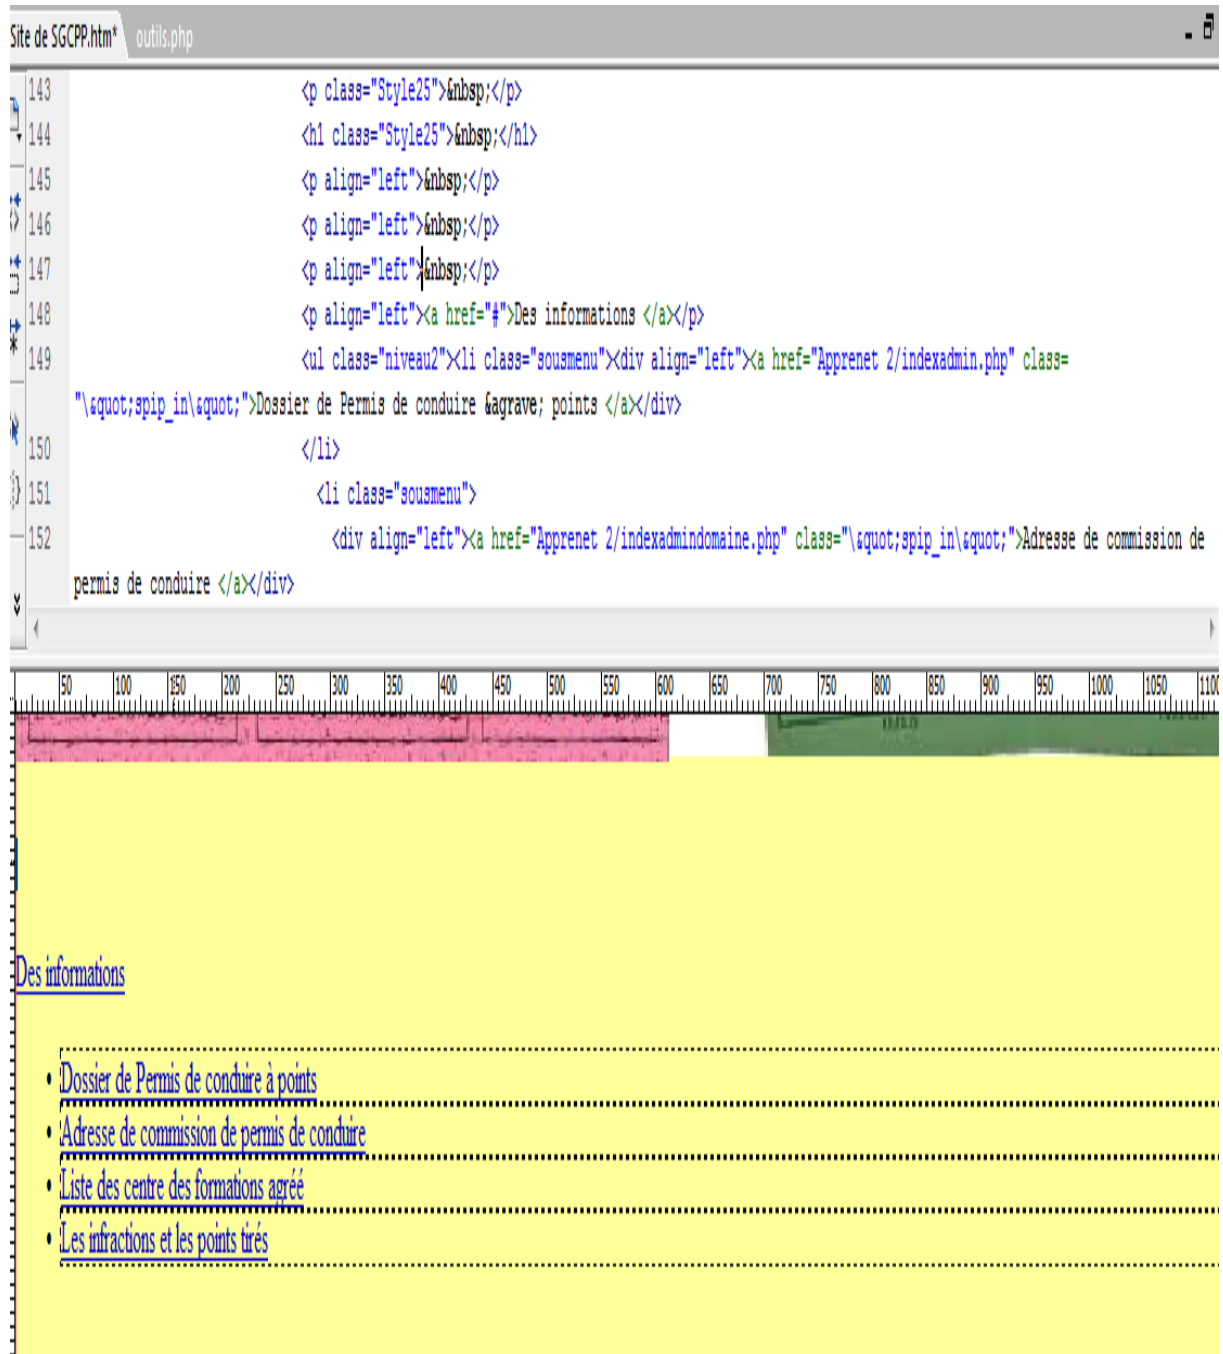 Site de SGCPP.htm* outils.php
143 <p class="Style25">&nbsp;</p>
144 <h1 class="Style25">&nbsp;</h1>
145 <p align="left">&nbsp;</p>
146 <p align="left">&nbsp;</p>
147 <p align="left">&nbsp;</p>
148 <p align="left"><a href="#">Des informations </a></p>
149 <ul class="niveau2"><li class="sousmenu"><div align="left"><a href="Apprenet 2/indexadmin.php" class=
"\&quot;spip_in\&quot;">Dossier de Permis de conduire &agrave; points </a></div>
150 </li>
151 <li class="sousmenu">
152 <div align="left"><a href="Apprenet 2/indexadmindomaine.php" class="\&quot;spip_in\&quot;">Adresse de commission de
permis de conduire </a></div>
50 100 150 200 250 300 350 400 450 500 550 600 650 700 750 800 850 900 950 1000 1050 1100
Des informations
• Dossier de Permis de conduire à points
• Adresse de commission de permis de conduire
• Liste des centre des formations agréé
• Les infractions et les points tirés